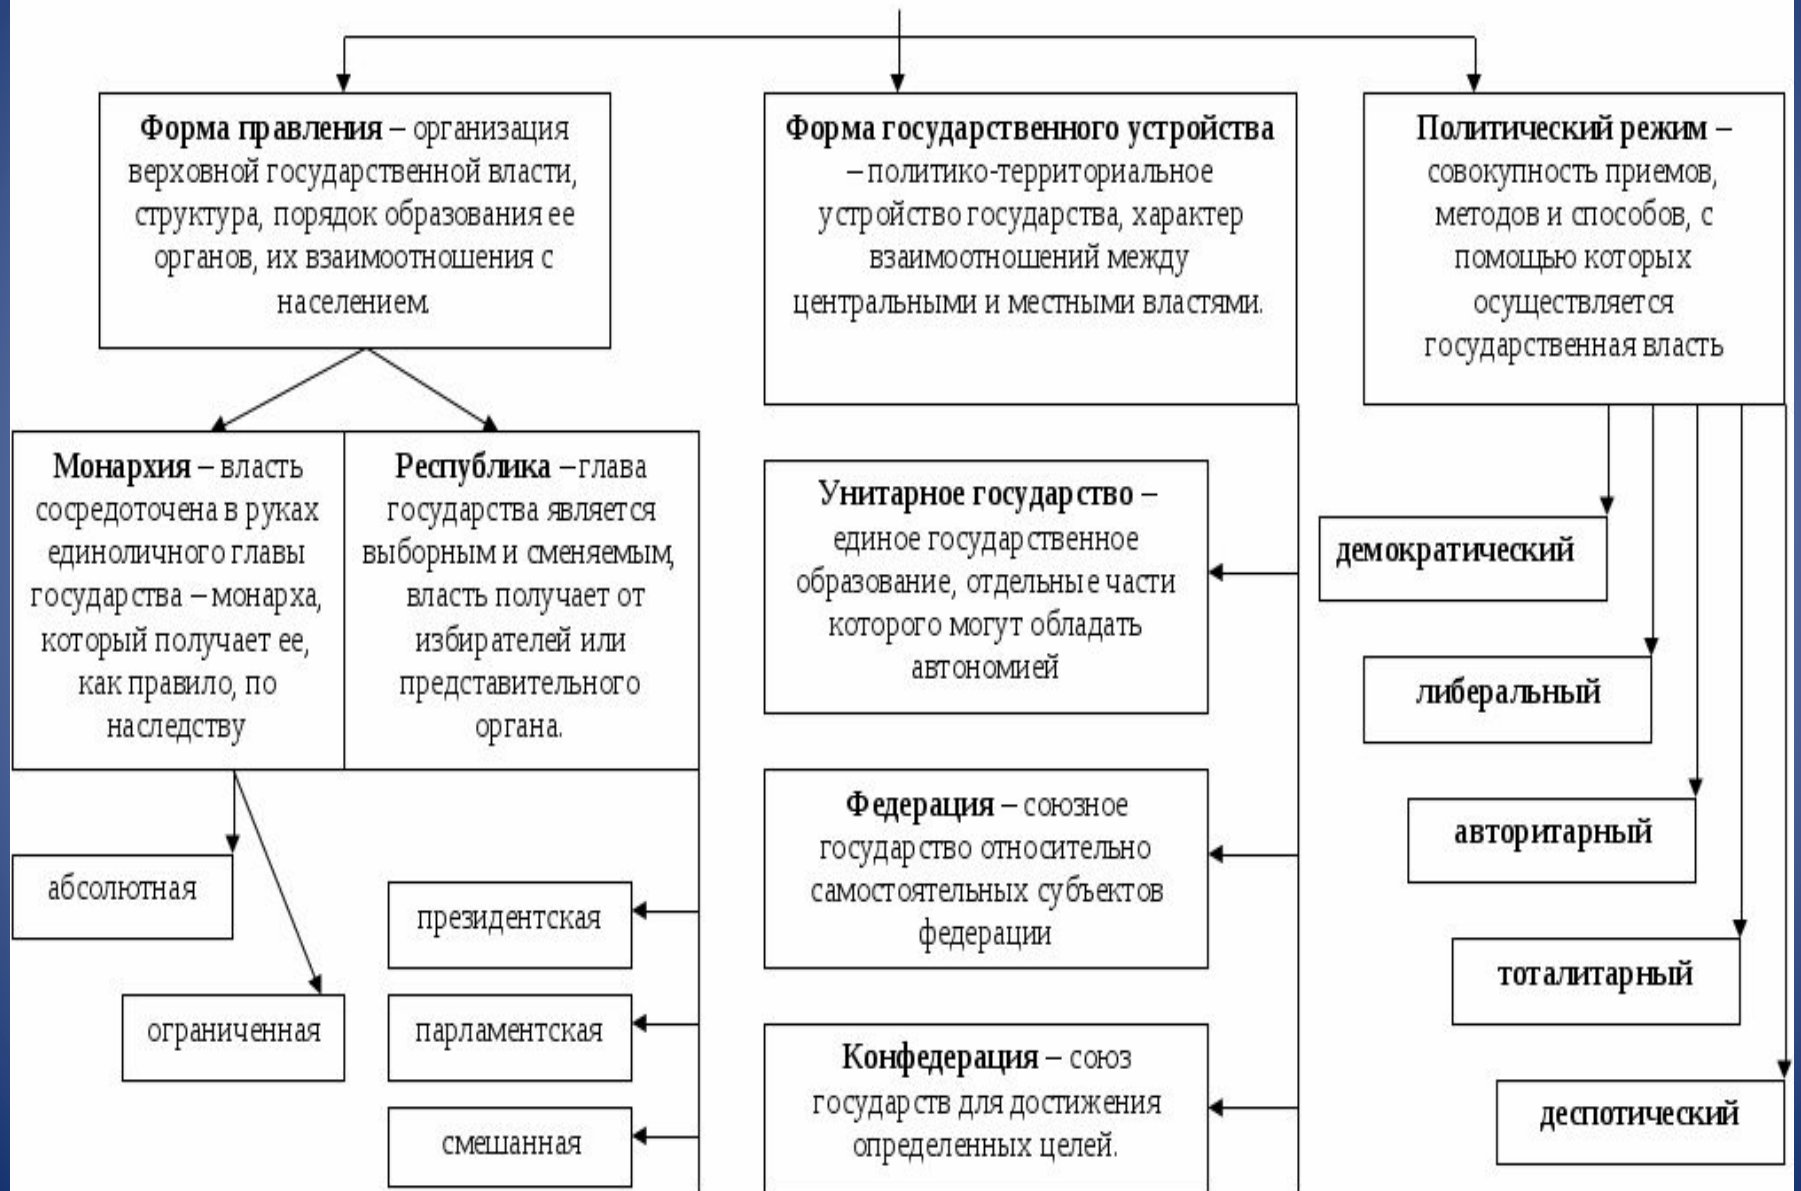 Форма правления – организация
верховной государственной власти,
структура, порядок образования ее
органов, их взаимоотношения с
населением.
Форма государственного устройства
– политико-территориальное
устройство государства, характер
взаимоотношений между
центральными и местными властями.
Политический режим –
совокупность приемов,
методов и способов, с
помощью которых
осуществляется
государственная власть
Монархия – власть
сосредоточена в руках
единоличного главы
государства – монарха,
который получает ее,
как правило, по
наследству
Республика – глава
государства является
выборным и сменяемым,
власть получает от
избирателей или
представительного
органа.
абсолютная
ограниченная
президентская
парламентская
смешанная
Унитарное государство –
единое государственное
образование, отдельные части
которого могут обладать
автономией
Федерация – союзное
государство относительно
самостоятельных субъектов
федерации
Конфедерация – союз
государств для достижения
определенных целей.
демократический
либеральный
авторитарный
тоталитарный
деспотический